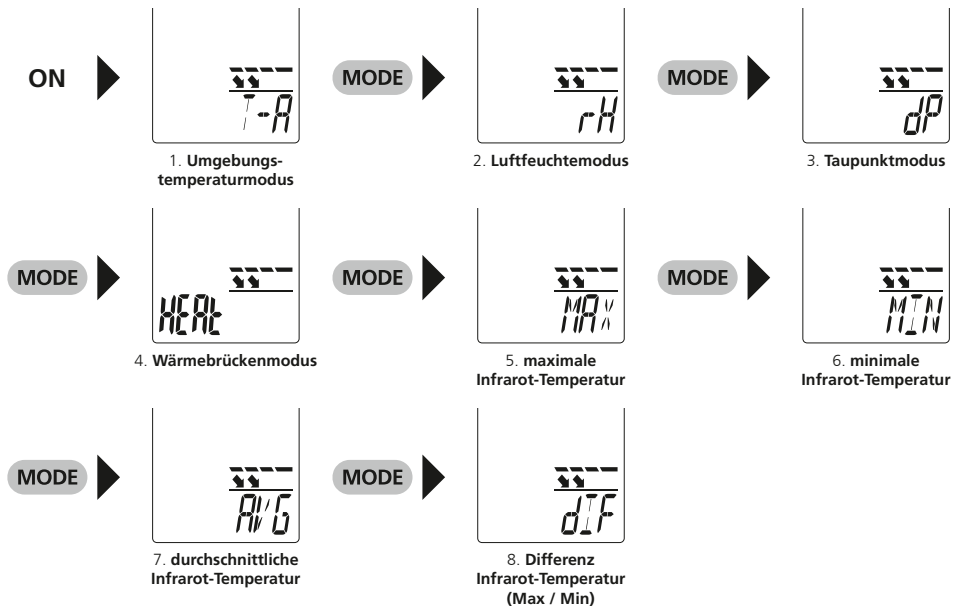 ON
T-A
1. Umgebungs-
temperaturmodus
MODE
rH
2. Luftfeuchtemodus
MODE
dP
3. Taupunktmodus
MODE
HEAt
4. Wärmebrückenmodus
MODE
MAX
5. maximale
Infrarot-Temperatur
MODE
MIN
6. minimale
Infrarot-Temperatur
MODE
AVG
7. durchschnittliche
Infrarot-Temperatur
MODE
dIF
8. Differenz
Infrarot-Temperatur
(Max / Min)